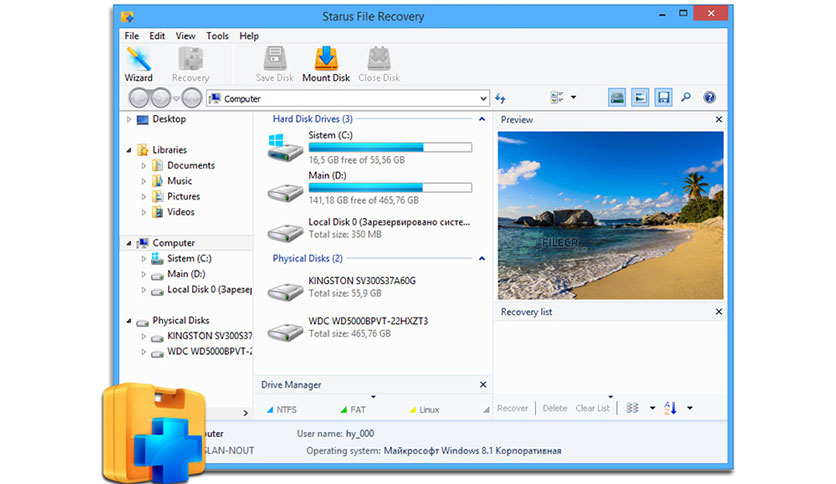 Starus File Recovery
File Edit View Tools Help
Wizard Recovery Save Disk Mount Disk Close Disk
Computer
Desktop
Libraries
Documents
Music
Pictures
Videos
Computer
Sistem (C:)
Main (D:)
Local Disk 0 (Зарезер
Physical Disks
KINGSTON SV300S37
WDC WD5000BPVT-2
Hard Disk Drives (3)
Sistem (C:)
16,5 GB free of 55,56 GB
Main (D:)
141,18 GB free of 465,76 GB
Local Disk 0 (Зарезервировано систе...
Total size: 350 MB
Physical Disks (2)
KINGSTON SV300S37A60G
Total size: 55,9 GB
WDC WD5000BPVT-22HXZT3
Total size: 465,76 GB
Drive Manager
NTFS FAT Linux
Preview
FILECR
Recovery list
Recover Delete Clear List
User name: hy_000
SLAN-NOUT Operating system: Майкрософт Windows 8.1 Корпоративная